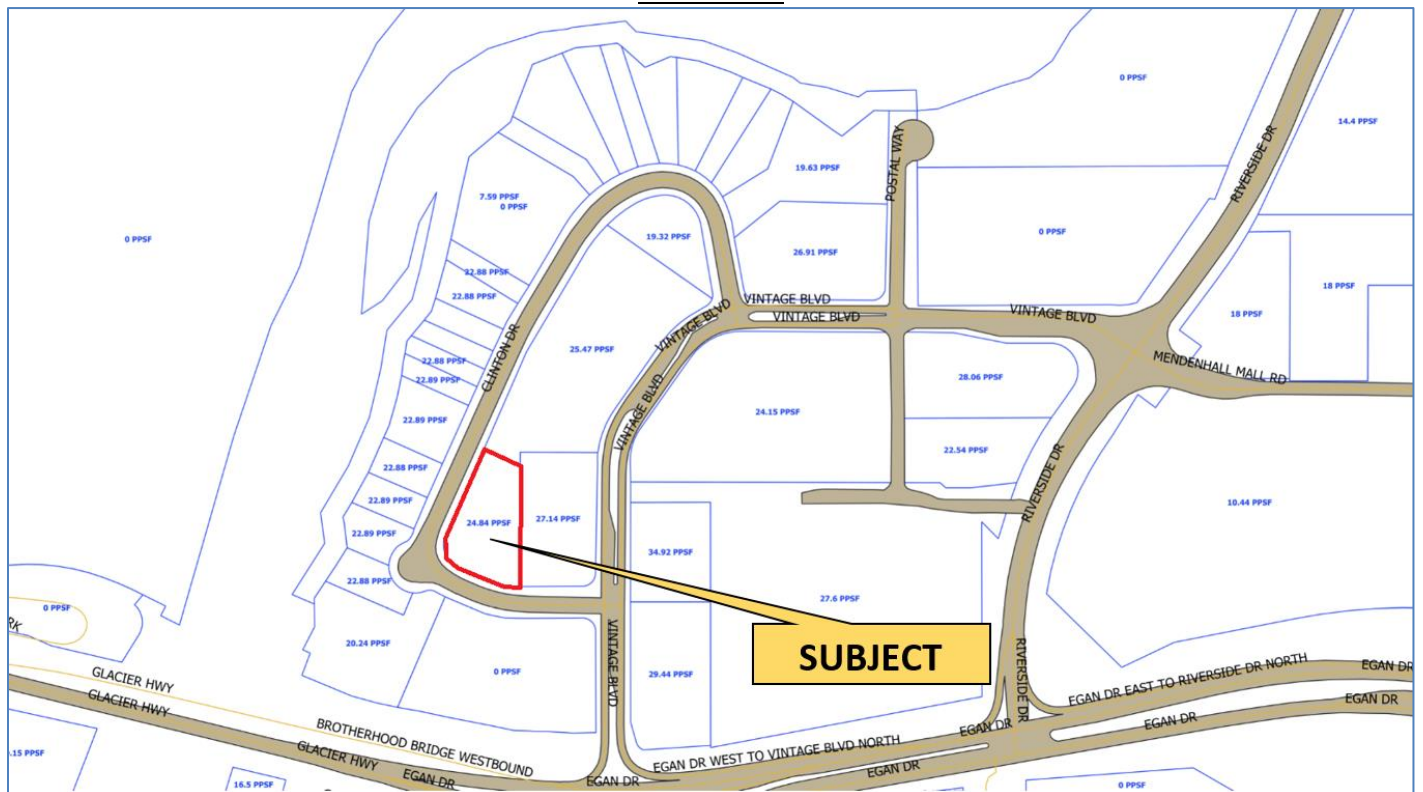 0 PPSF
14.4 PPSF
POSTAL WAY
RIVERSIDE DR
19.63 PPSF
7.59 PPSF
0 PPSF
0 PPSF
19.32 PPSF
0 PPSF
26.91 PPSF
22.88 PPSF
22.88 PPSF
18 PPSF
VINTAGE BLVD
VINTAGE BLVD
VINTAGE BLVD
18 PPSF
VINTAGE BLVD
25.47 PPSF
CLINTON DR
22.88 PPSF
MENDENHALL MALL RD
22.89 PPSF
28.06 PPSF
VINTAGE BLVD
24.15 PPSF
22.89 PPSF
22.54 PPSF
22.88 PPSF
RIVERSIDE DR
22.89 PPSF
10.44 PPSF
24.84 PPSF
27.14 PPSF
22.89 PPSF
34.92 PPSF
22.88 PPSF
27.6 PPSF
0 PPSF
RK
20.24 PPSF
SUBJECT
VINTAGE BLVD
RIVERSIDE DR
0 PPSF
29.44 PPSF
GLACIER HWY
EGAN DR EAST TO RIVERSIDE DR NORTH
EGAN DR
GLACIER HWY
EGAN DR
EGAN DR
EGAN DR
BROTHERHOOD BRIDGE WESTBOUND
EGAN DR WEST TO VINTAGE BLVD NORTH
GLACIER HWY
.15 PPSF
EGAN DR
EGAN DR
EGAN DR
16.5 PPSF
0 PPSF